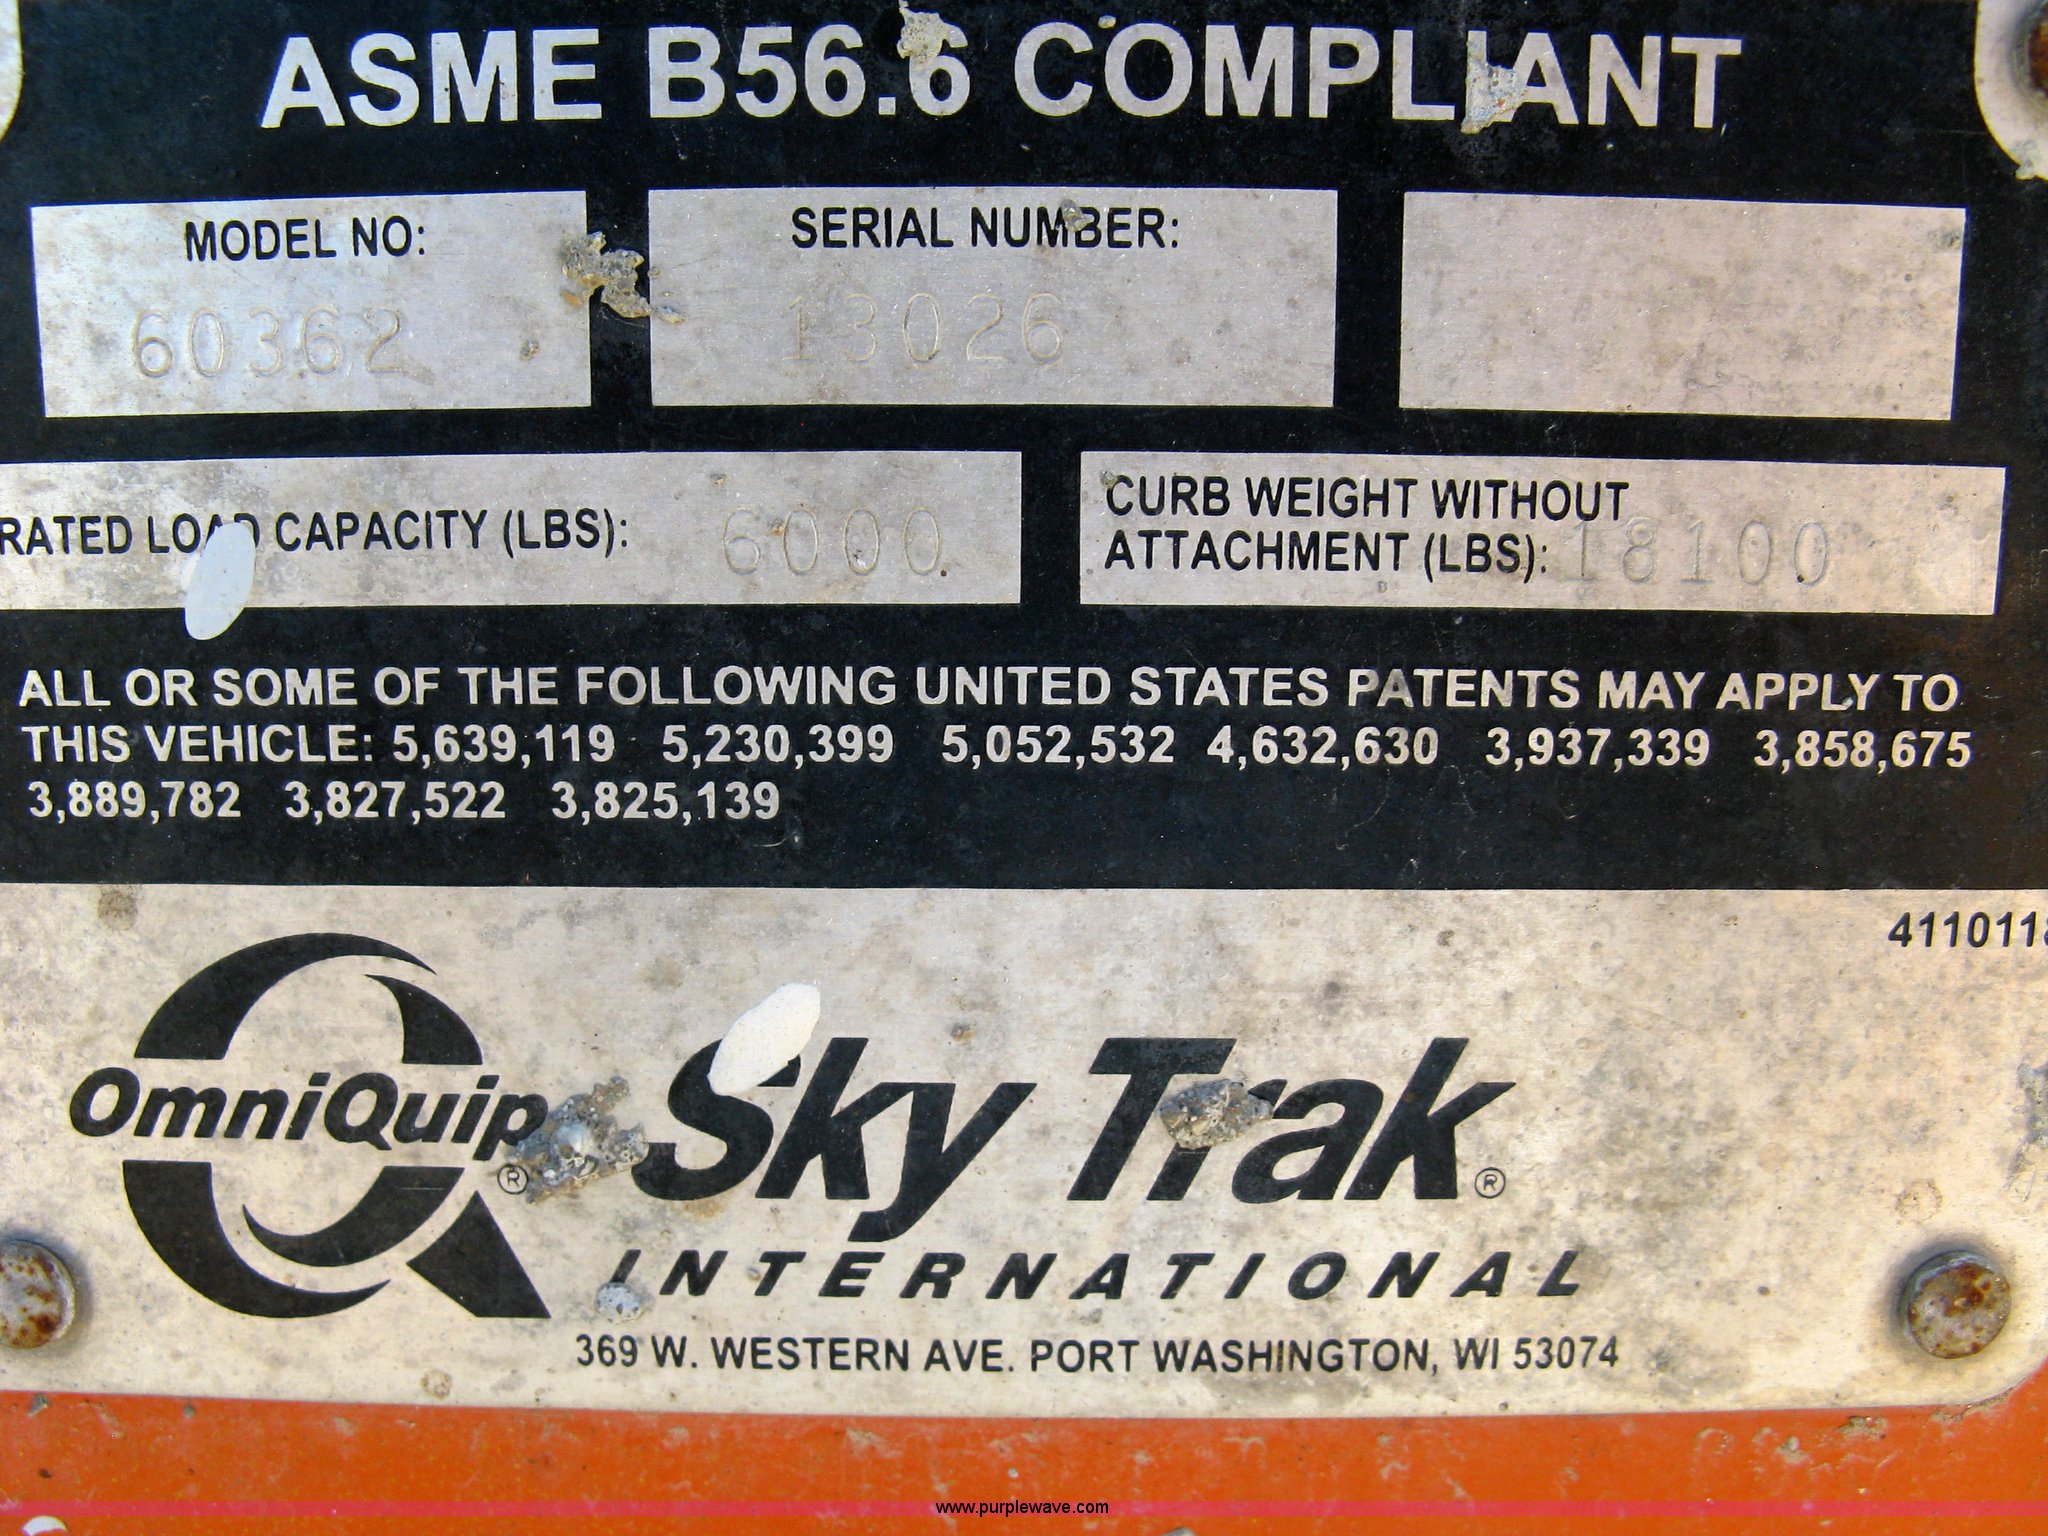 ASME B56.6 COMPLIANT
MODEL NO:
60362
SERIAL NUMBER:
13026
RATED LOAD CAPACITY (LBS): 6000
CURB WEIGHT WITHOUT
ATTACHMENT (LBS): 18100
ALL OR SOME OF THE FOLLOWING UNITED STATES PATENTS MAY APPLY TO
THIS VEHICLE: 5,639,119 5,230,399 5,052,532 4,632,630 3,937,339 3,858,675
3,889,782 3,827,522 3,825,139
4110118
OmniQuip®
Sky Trak®
INTERNATIONAL
369 W. WESTERN AVE. PORT WASHINGTON, WI 53074
www.purplewave.com